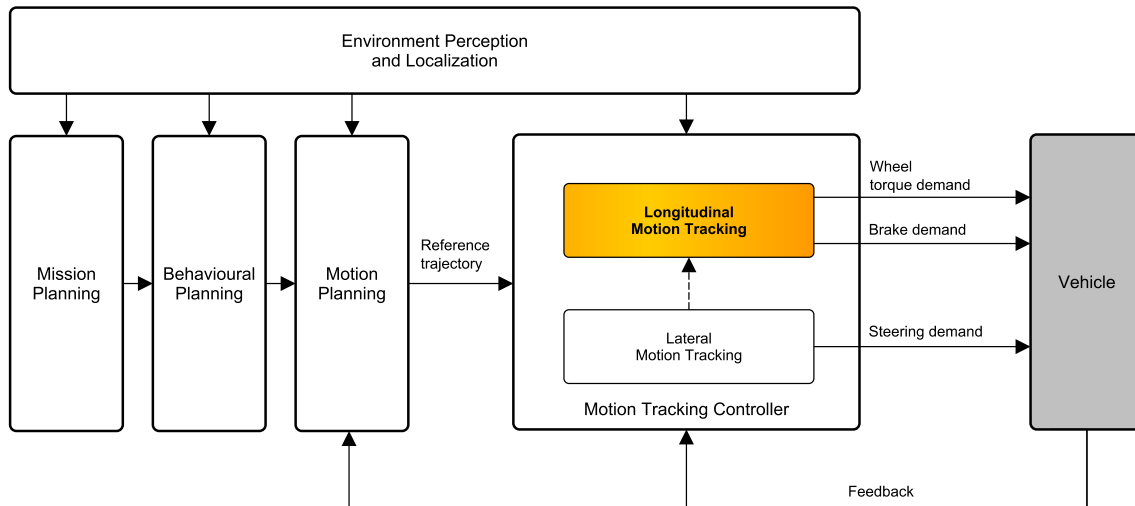 Environment Perception
and Localization
Mission
Planning
Behavioural
Planning
Motion
Planning
Reference
trajectory
Longitudinal
Motion Tracking
Lateral
Motion Tracking
Motion Tracking Controller
Wheel
torque demand
Brake demand
Steering demand
Vehicle
Feedback